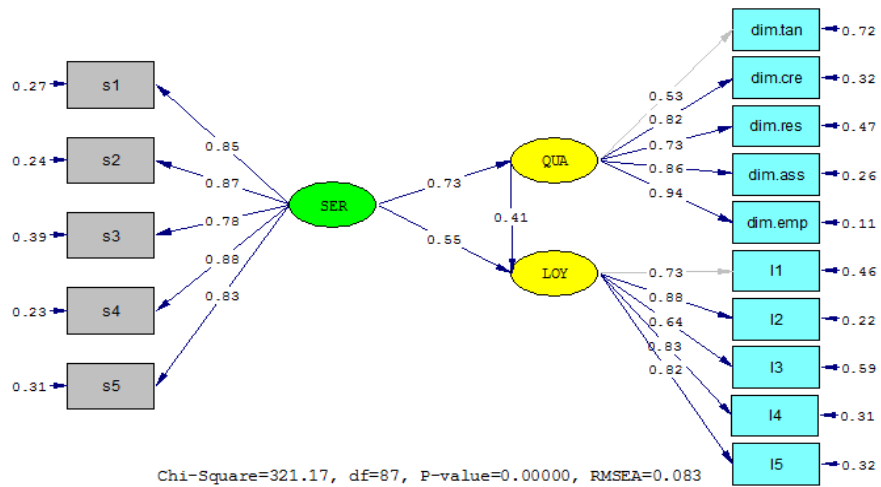 dim.tan
0.72
dim.cre
0.32
dim.res
0.47
dim.ass
0.26
dim.emp
0.11
0.27
s1
0.24
s2
0.39
s3
0.23
s4
0.31
s5
0.85
0.87
0.78
0.88
0.83
SER
0.73
0.55
QUA
0.41
LOY
0.53
0.82
0.73
0.86
0.94
0.73
0.88
0.64
0.83
0.82
l1
0.46
l2
0.22
l3
0.59
l4
0.31
l5
0.32
Chi-Square=321.17, df=87, P-value=0.00000, RMSEA=0.083